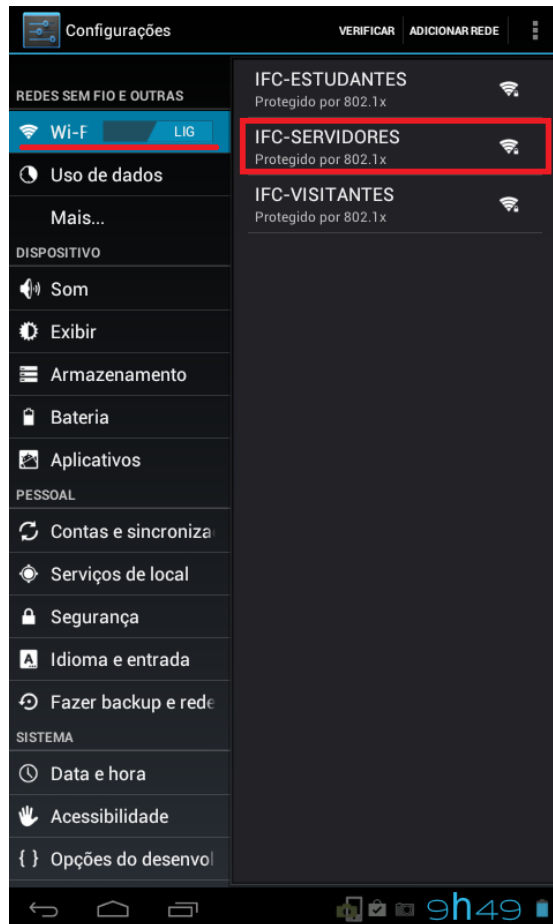 Configurações
VERIFICAR
ADICIONAR REDE
REDES SEM FIO E OUTRAS
Wi-F
LIG
Uso de dados
Mais...
DISPOSITIVO
Som
Exibir
Armazenamento
Bateria
Aplicativos
PESSOAL
Contas e sincroniza
Serviços de local
Segurança
Idioma e entrada
Fazer backup e rede
SISTEMA
Data e hora
Acessibilidade
{ } Opções do desenvol
IFC-ESTUDANTES
Protegido por 802.1x
IFC-SERVIDORES
Protegido por 802.1x
IFC-VISITANTES
Protegido por 802.1x
9h49